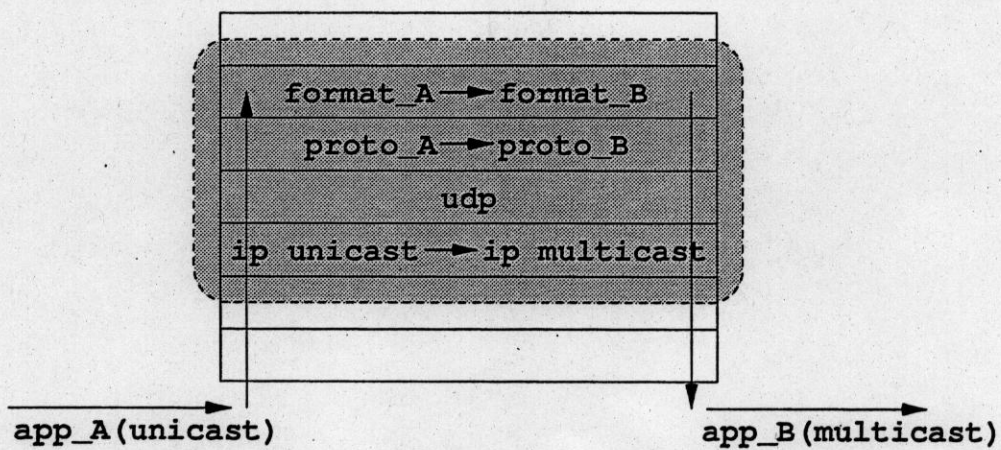 format_A → format_B
proto_A → proto_B
udp
ip unicast → ip multicast
app_A(unicast)
app_B(multicast)